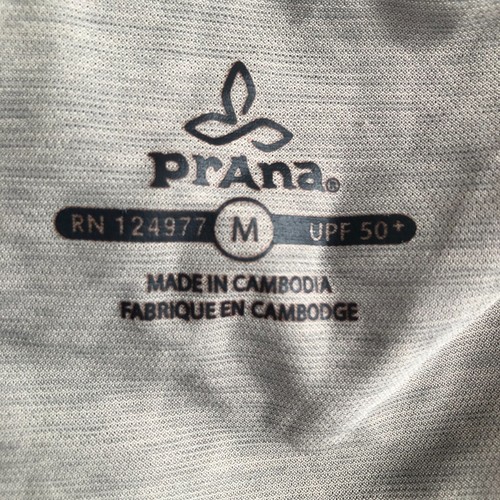 prAna®
RN 124977 M UPF 50+
MADE IN CAMBODIA
FABRIQUE EN CAMBODGE